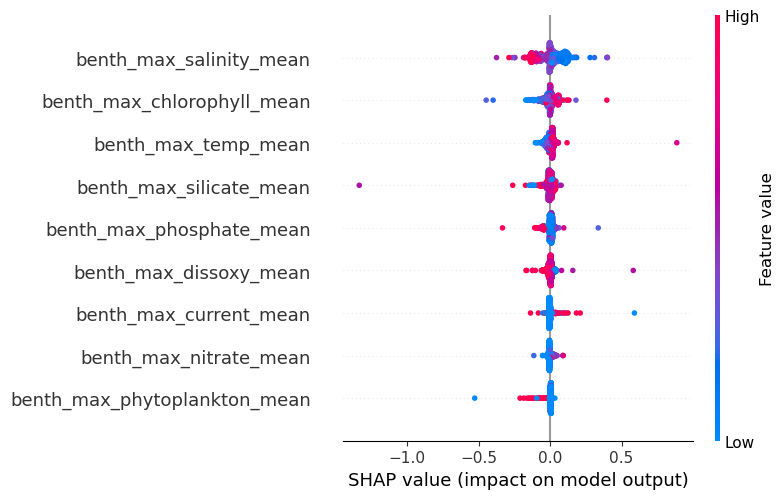 High
benth_max_salinity_mean
benth_max_chlorophyll_mean
benth_max_temp_mean
benth_max_silicate_mean
benth_max_phosphate_mean
benth_max_dissoxy_mean
benth_max_current_mean
benth_max_nitrate_mean
benth_max_phytoplankton_mean
Feature value
Low
−1.0 −0.5 0.0 0.5
SHAP value (impact on model output)